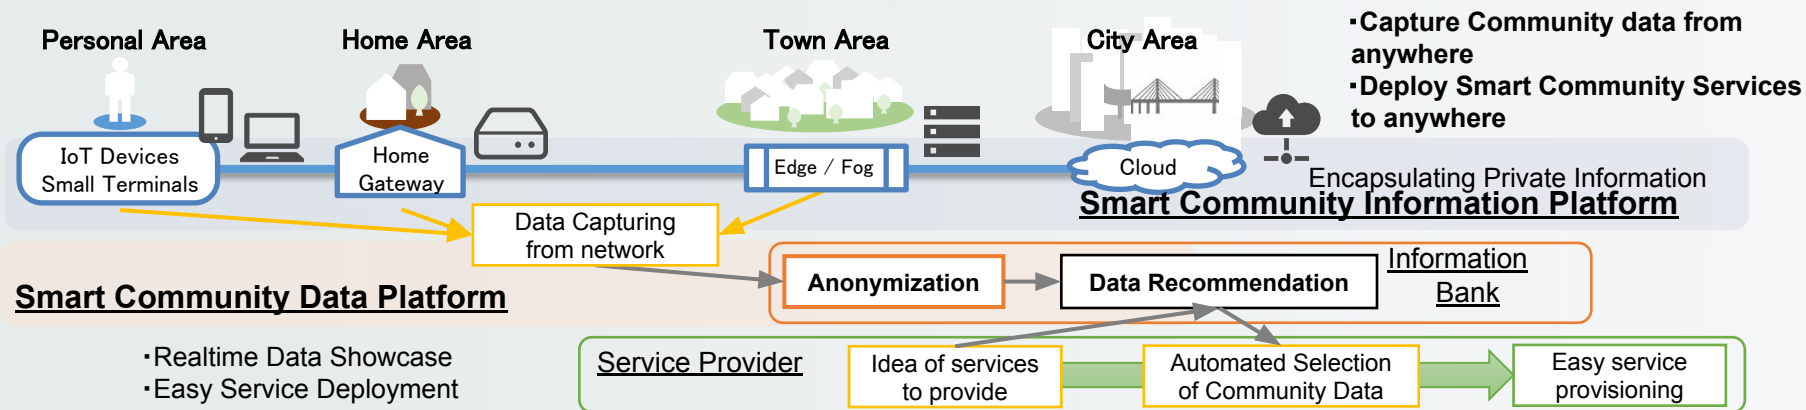 Personal Area
Home Area
Town Area
City Area
・Capture Community data from
anywhere
・Deploy Smart Community Services
to anywhere
IoT Devices
Small Terminals
Home
Gateway
Edge / Fog
Cloud
Encapsulating Private Information
Smart Community Information Platform
Data Capturing
from network
Smart Community Data Platform
Anonymization
Data Recommendation
Information
Bank
・Realtime Data Showcase
・Easy Service Deployment
Service Provider
Idea of services
to provide
Automated Selection
of Community Data
Easy service
provisioning